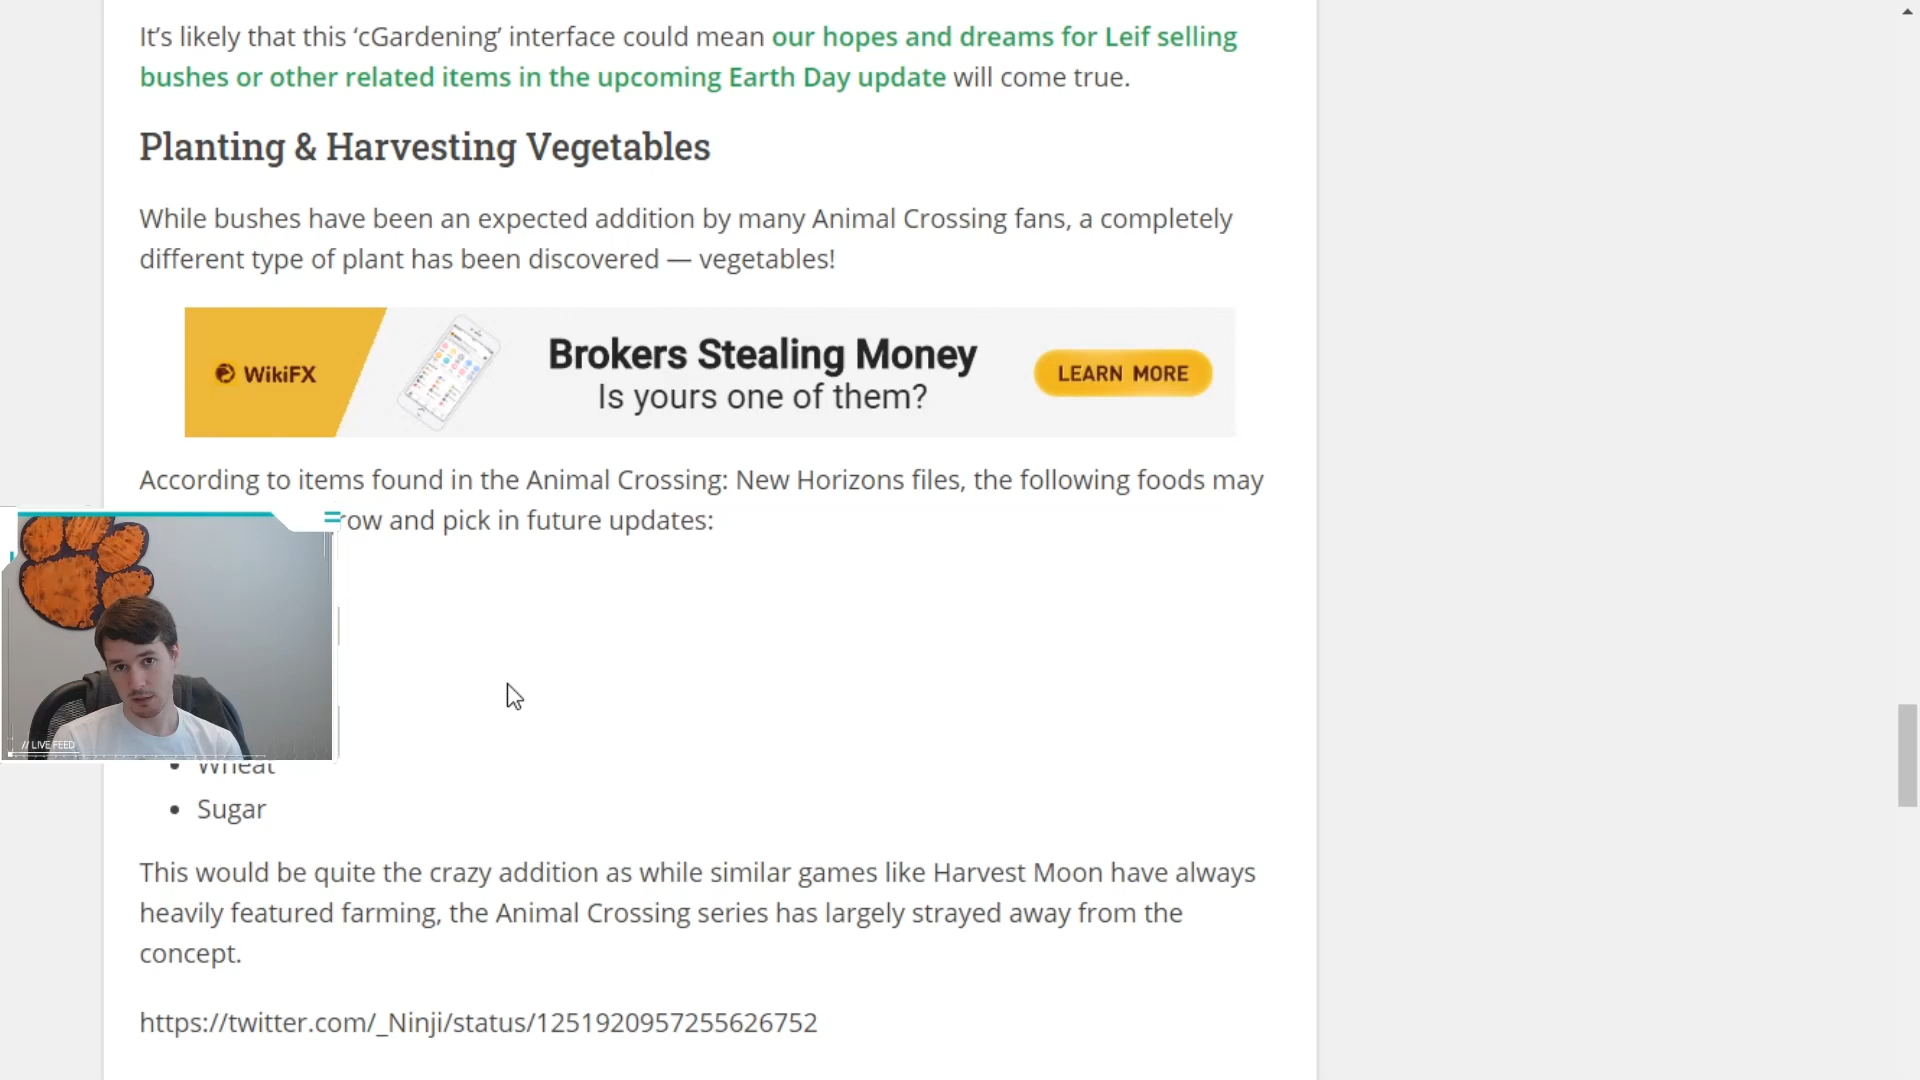 It’s likely that this ‘cGardening’ interface could mean our hopes and dreams for Leif selling
bushes or other related items in the upcoming Earth Day update will come true.
Planting & Harvesting Vegetables
While bushes have been an expected addition by many Animal Crossing fans, a completely
different type of plant has been discovered — vegetables!
WikiFX
Brokers Stealing Money
Is yours one of them?
LEARN MORE
According to items found in the Animal Crossing: New Horizons files, the following foods may
row and pick in future updates:
// LIVE FEED
• Wheat
• Sugar
This would be quite the crazy addition as while similar games like Harvest Moon have always
heavily featured farming, the Animal Crossing series has largely strayed away from the
concept.
https://twitter.com/_Ninji/status/1251920957255626752